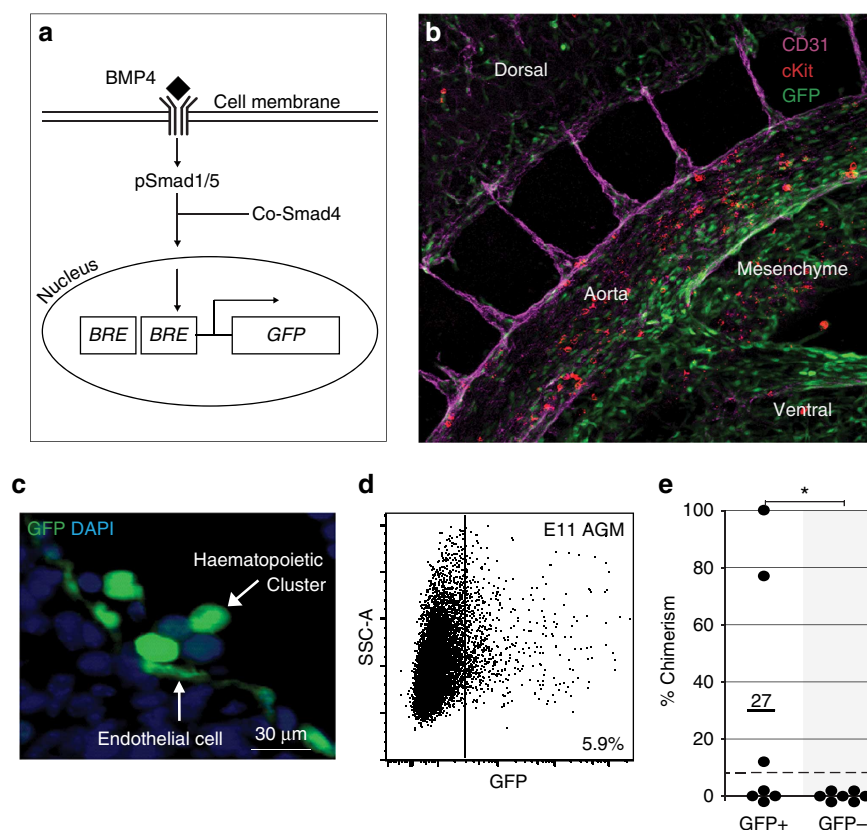 a
BMP4
Cell membrane
pSmad1/5
Co-Smad4
Nucleus
BRE
BRE
GFP
b
CD31
cKit
GFP
Dorsal
Mesenchyme
Aorta
Ventral
c
GFP DAPI
Haematopoietic
Cluster
Endothelial cell
30 µm
d
E11 AGM
SSC-A
5.9%
GFP
e
*
100
80
60
40
20
0
% Chimerism
27
GFP+
GFP–